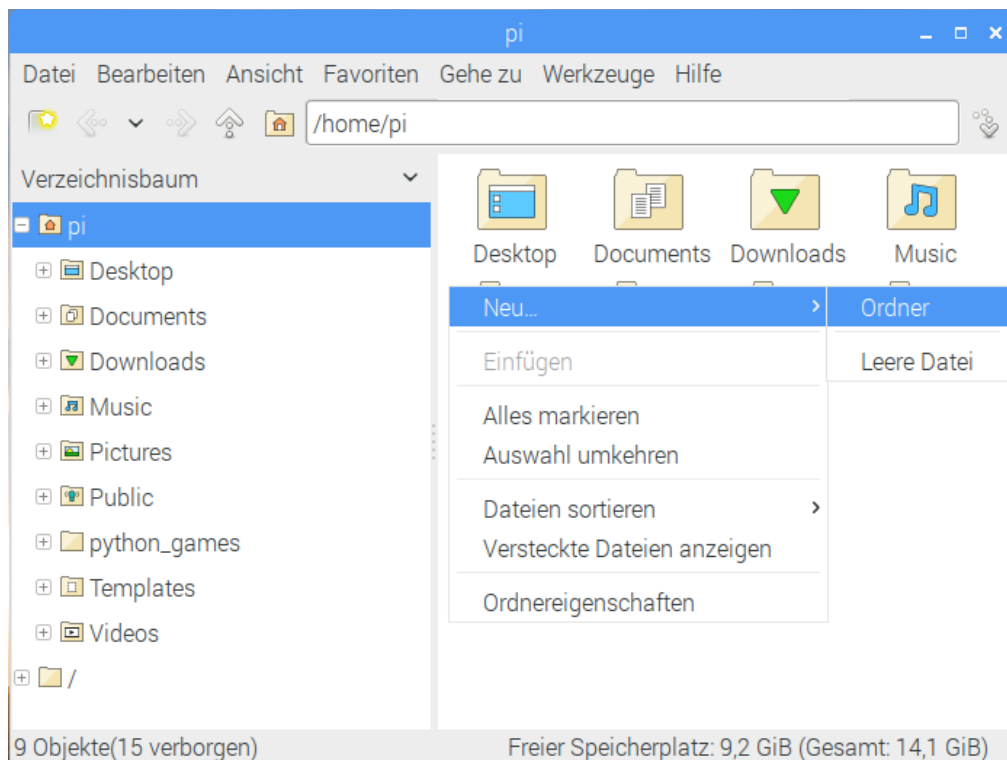 pi
Datei Bearbeiten Ansicht Favoriten Gehe zu Werkzeuge Hilfe
/home/pi
Verzeichnisbaum
pi
Desktop
Documents
Downloads
Music
Pictures
Public
python_games
Templates
Videos
/
Desktop Documents Downloads Music
Neu...
Einfügen
Alles markieren
Auswahl umkehren
Dateien sortieren
Versteckte Dateien anzeigen
Ordnereigenschaften
Ordner
Leere Datei
9 Objekte(15 verborgen)
Freier Speicherplatz: 9,2 GiB (Gesamt: 14,1 GiB)